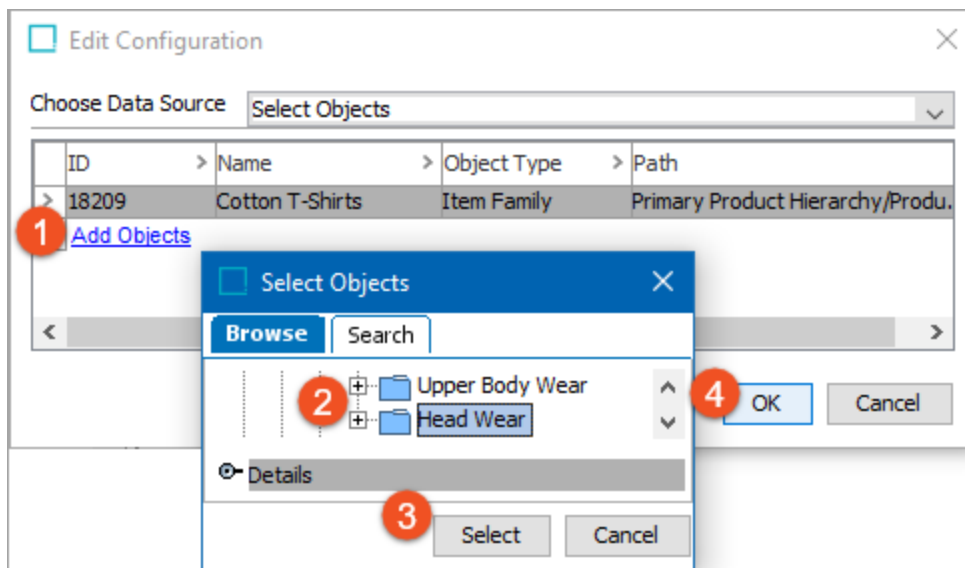 Edit Configuration
Choose Data Source Select Objects
ID > Name > Object Type > Path
> 18209 Cotton T-Shirts Item Family Primary Product Hierarchy/Produ.
1 Add Objects
Select Objects
Browse Search
Upper Body Wear
2 Head Wear
4 OK Cancel
Details
3 Select Cancel